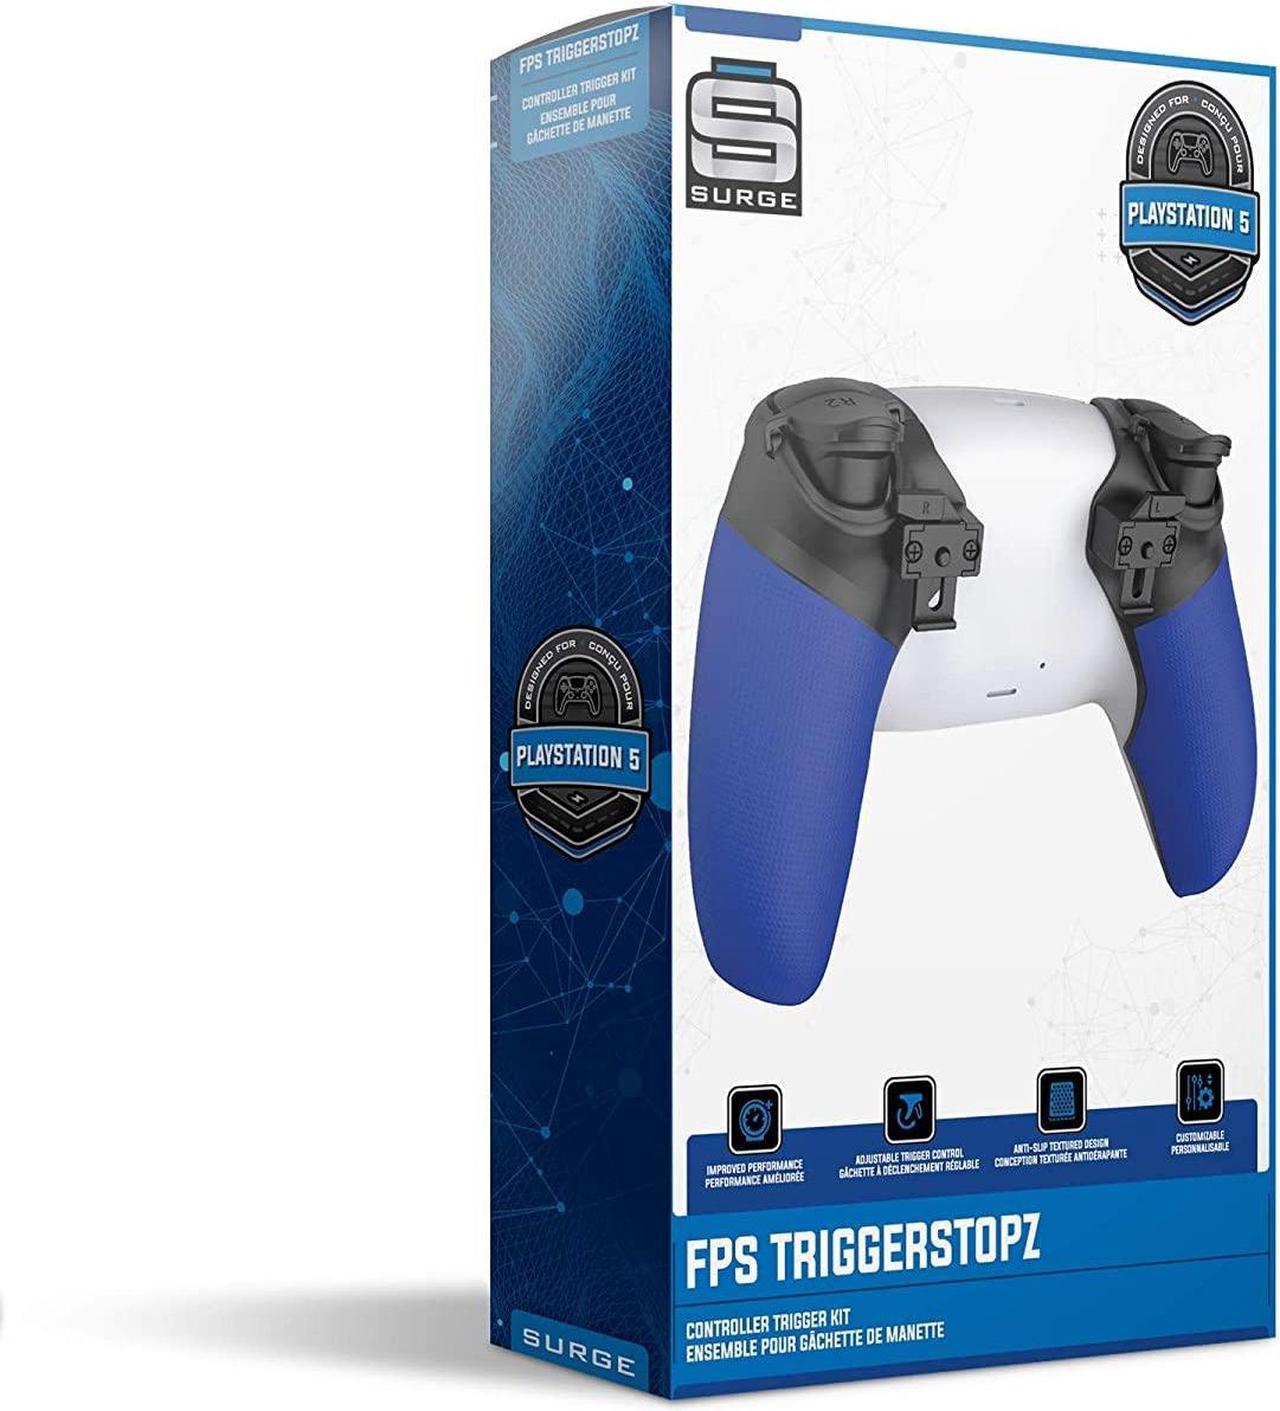 FPS TRIGGERSTOPZ
CONTROLLER TRIGGER KIT
ENSEMBLE POUR
GÂCHETTE DE MANETTE
DESIGNED FOR · CONÇU POUR
PLAYSTATION 5
SURGE
SURGE
DESIGNED FOR · CONÇU POUR
PLAYSTATION 5
R2
R
L
IMPROVED PERFORMANCE
PERFORMANCE AMÉLIORÉE
ADJUSTABLE TRIGGER CONTROL
GÂCHETTE À DÉCLENCHEMENT RÉGLABLE
ANTI-SLIP TEXTURED DESIGN
CONCEPTION TEXTURÉE ANTIDÉRAPANTE
CUSTOMIZABLE
PERSONNALISABLE
FPS TRIGGERSTOPZ
CONTROLLER TRIGGER KIT
ENSEMBLE POUR GÂCHETTE DE MANETTE